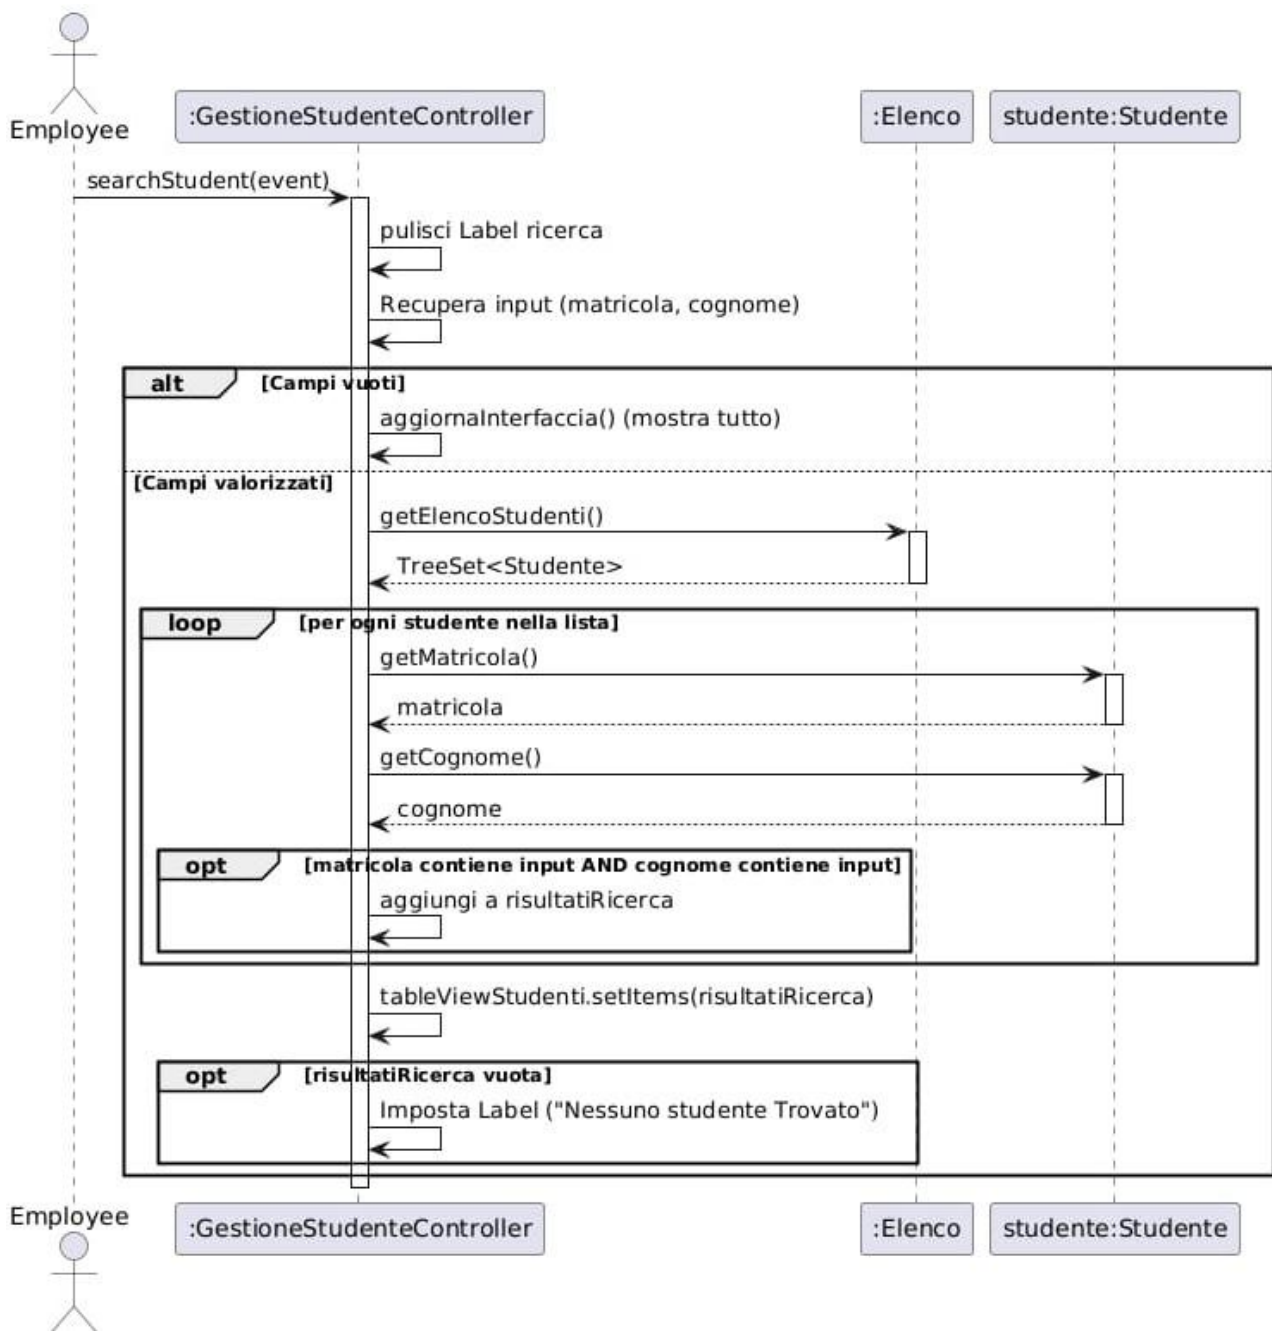 Employee
:GestioneStudenteController
:Elenco
studente:Studente
searchStudent(event)
pulisci Label ricerca
Recupera input (matricola, cognome)
alt
[Campi vuoti]
aggiornaInterfaccia() (mostra tutto)
[Campi valorizzati]
getElencoStudenti()
TreeSet<Studente>
loop
[per ogni studente nella lista]
getMatricola()
matricola
getCognome()
cognome
opt
[matricola contiene input AND cognome contiene input]
aggiungi a risultatiRicerca
tableViewStudenti.setItems(risultatiRicerca)
opt
[risultatiRicerca vuota]
Imposta Label ("Nessuno studente Trovato")
Employee
:GestioneStudenteController
:Elenco
studente:Studente